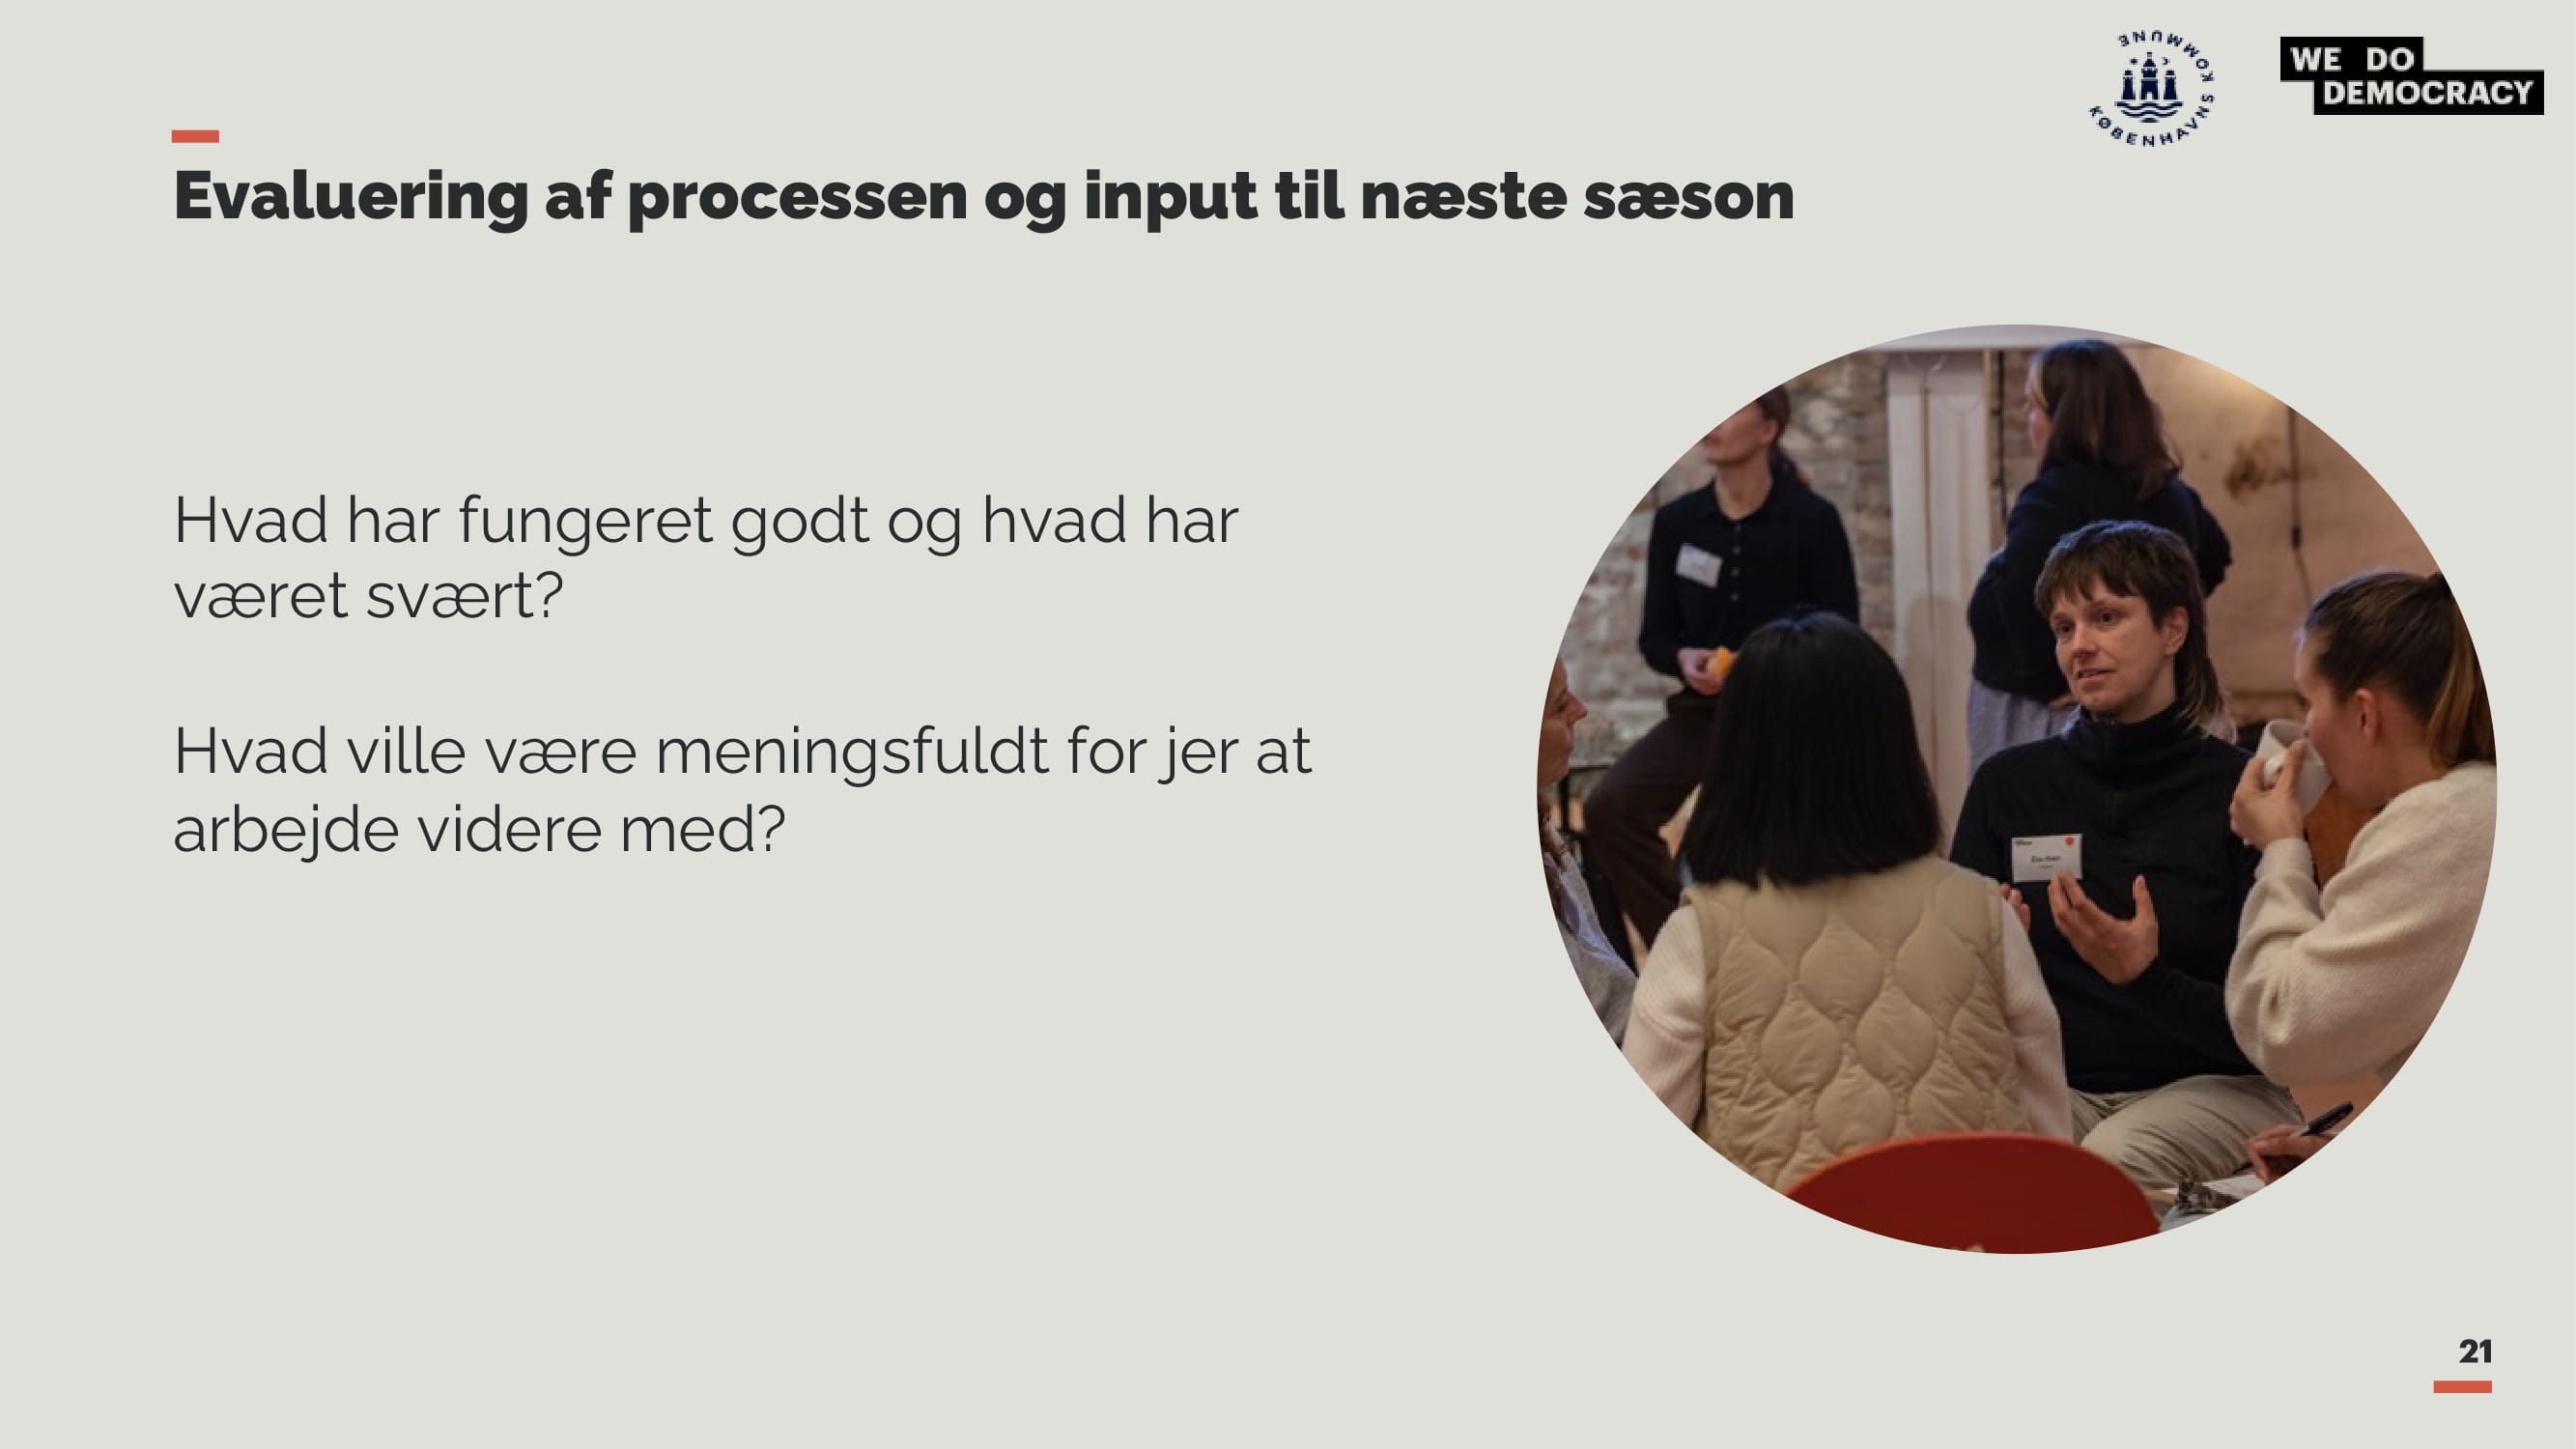 KØBENHAVNS KOMMUNE
WE DO
DEMOCRACY
Evaluering af processen og input til næste sæson
Hvad har fungeret godt og hvad har
været svært?
Hvad ville være meningsfuldt for jer at
arbejde videre med?
21